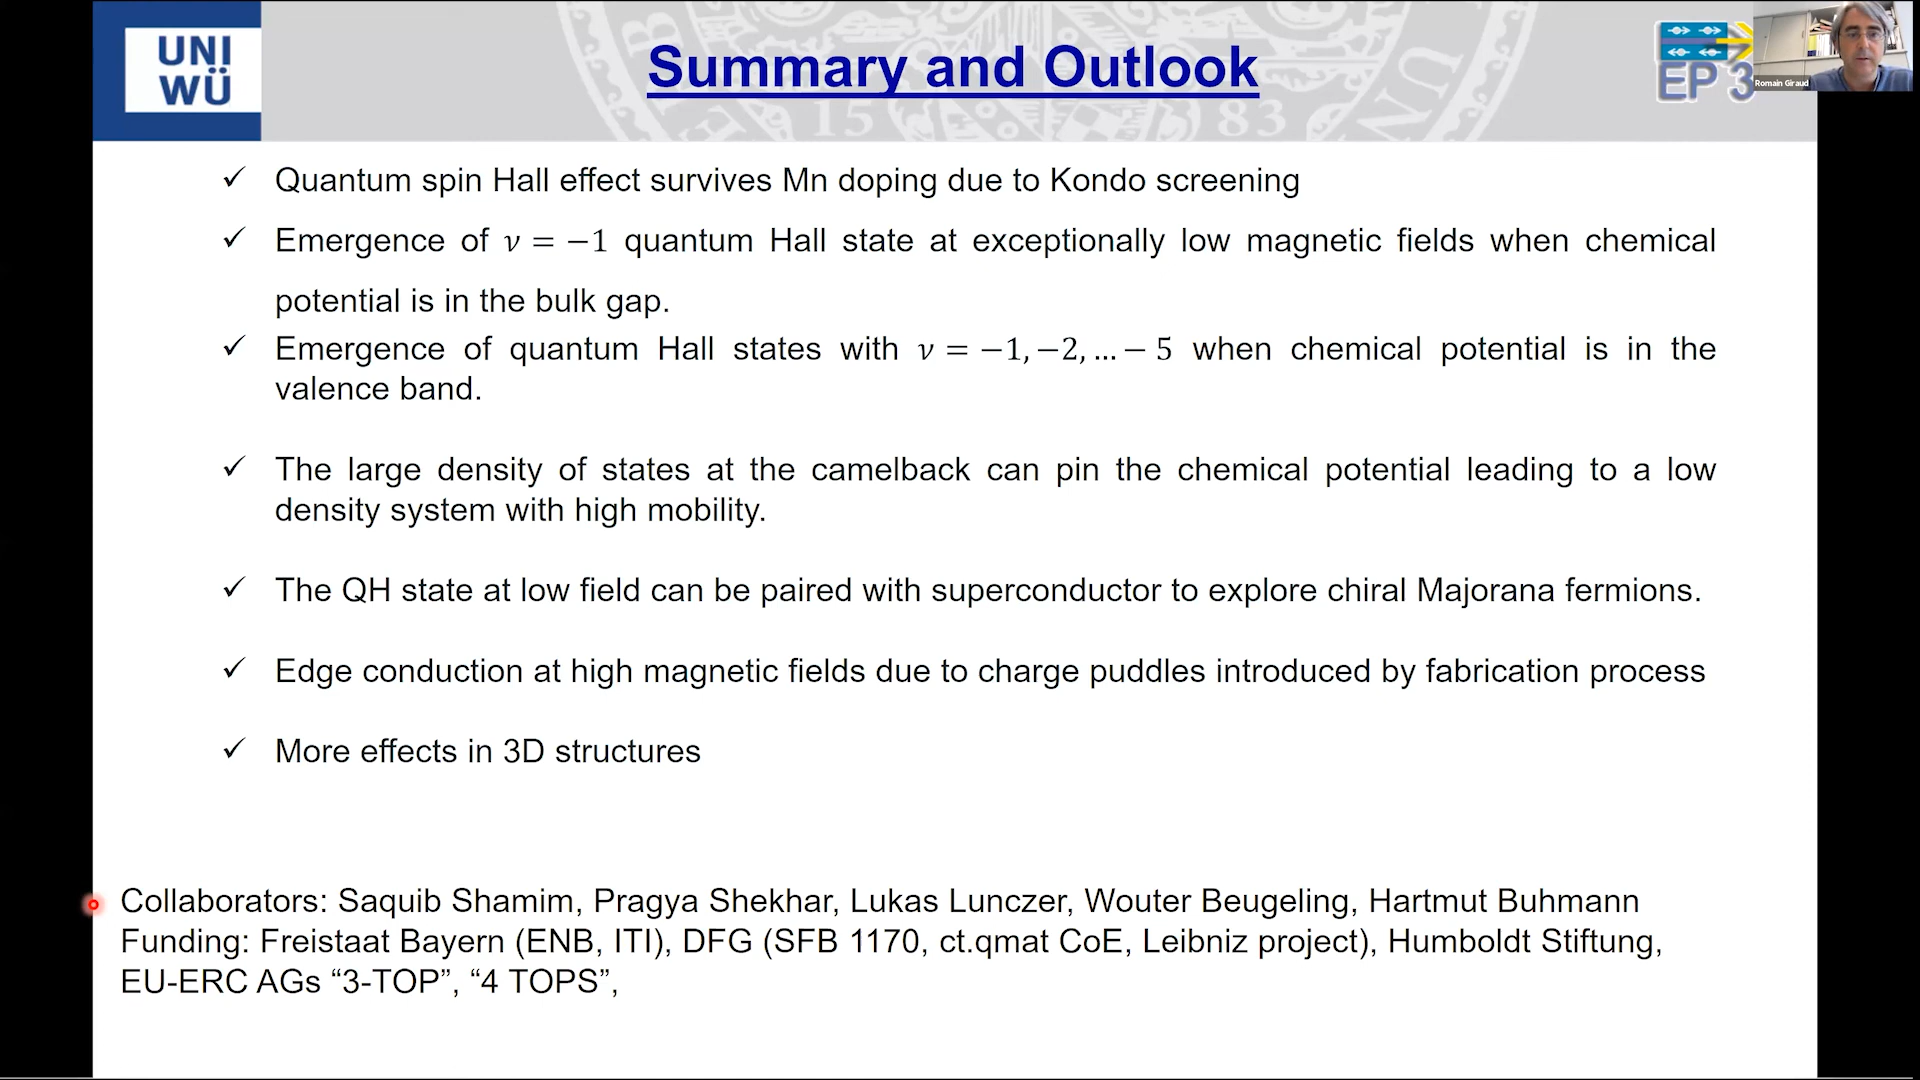 UNI
WÜ
Summary and Outlook
EP 3
Romain Giraud
15 83
✓ Quantum spin Hall effect survives Mn doping due to Kondo screening
✓ Emergence of ν = −1 quantum Hall state at exceptionally low magnetic fields when chemical
potential is in the bulk gap.
✓ Emergence of quantum Hall states with ν = −1, −2, … − 5 when chemical potential is in the
valence band.
✓ The large density of states at the camelback can pin the chemical potential leading to a low
density system with high mobility.
✓ The QH state at low field can be paired with superconductor to explore chiral Majorana fermions.
✓ Edge conduction at high magnetic fields due to charge puddles introduced by fabrication process
✓ More effects in 3D structures
Collaborators: Saquib Shamim, Pragya Shekhar, Lukas Lunczer, Wouter Beugeling, Hartmut Buhmann
Funding: Freistaat Bayern (ENB, ITI), DFG (SFB 1170, ct.qmat CoE, Leibniz project), Humboldt Stiftung,
EU-ERC AGs “3-TOP”, “4 TOPS”,